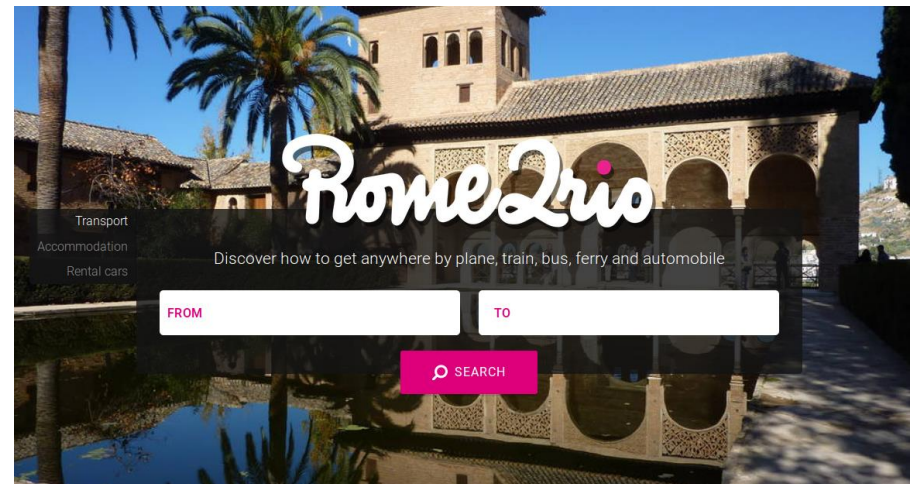 Rome2rio
Transport
Accommodation
Rental cars
Discover how to get anywhere by plane, train, bus, ferry and automobile
FROM
TO
SEARCH